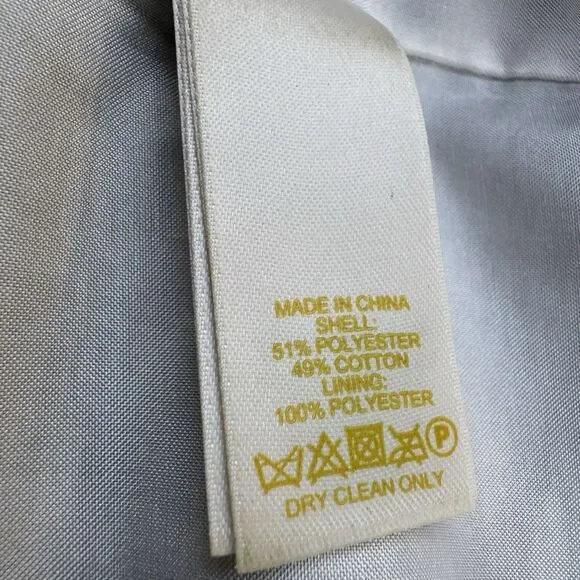 MADE IN CHINA
SHELL:
51% POLYESTER
49% COTTON
LINING:
100% POLYESTER
P
DRY CLEAN ONLY